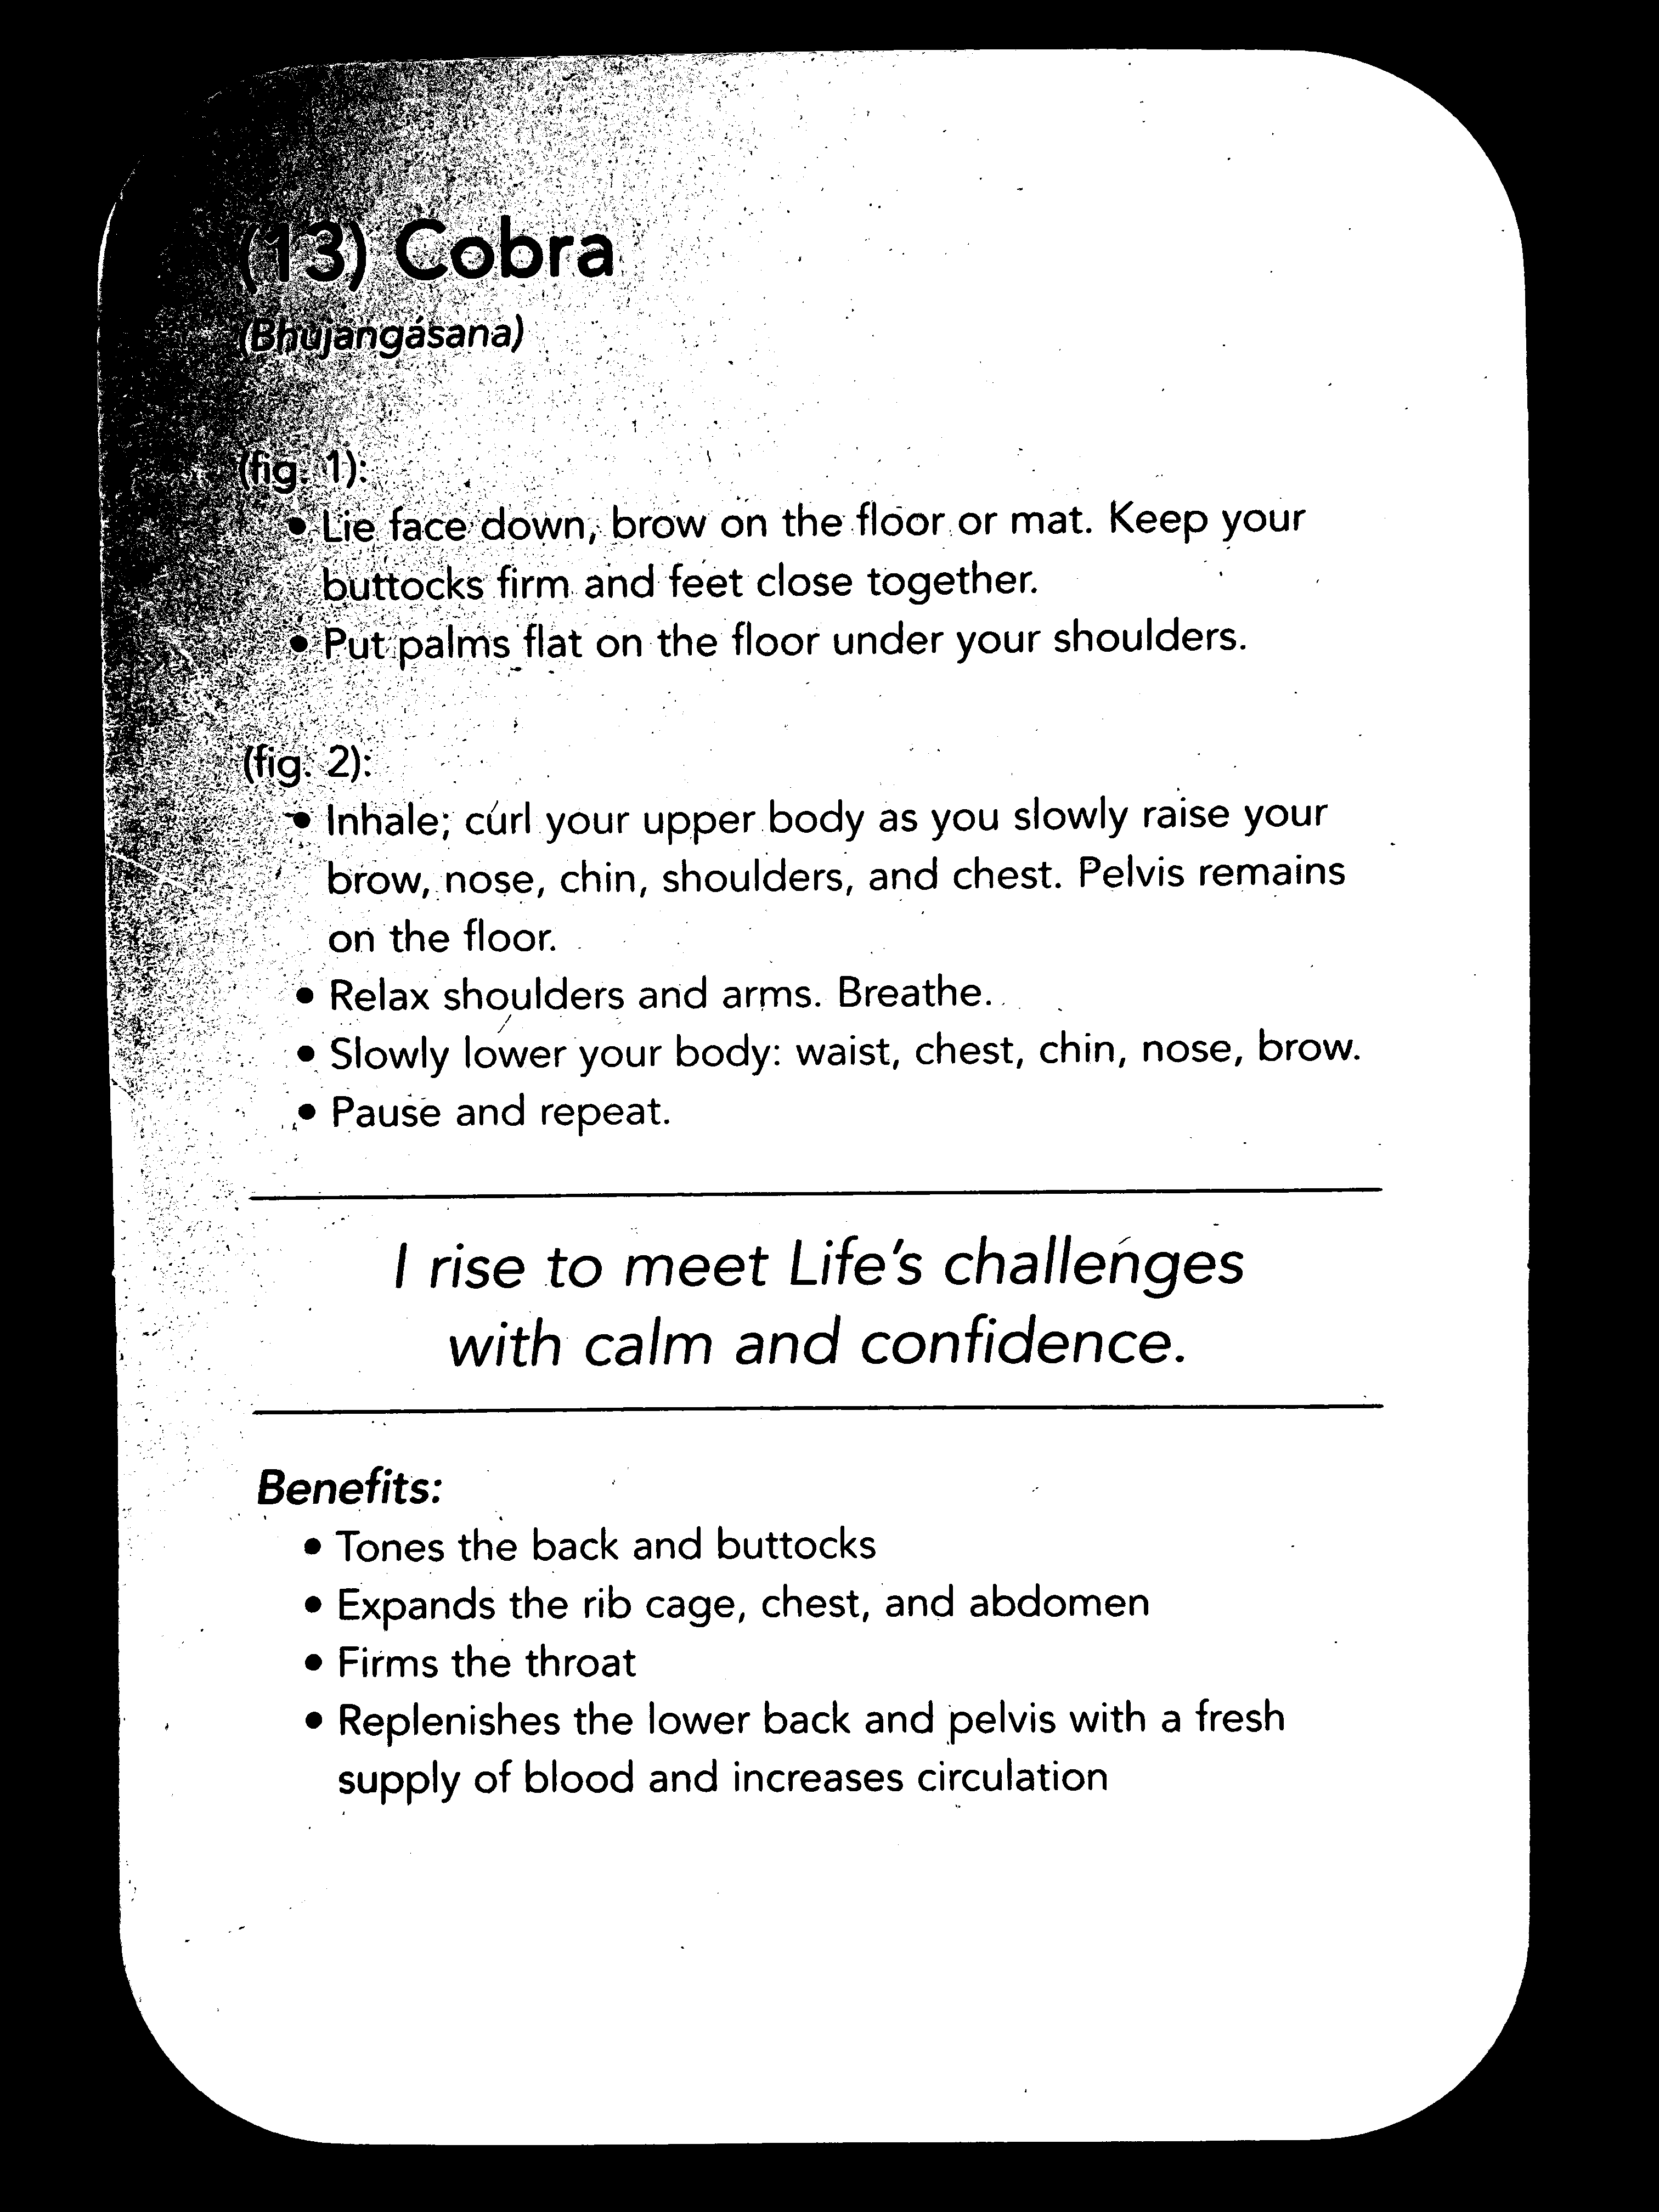 (13) Cobra
(Bhujangásana)
(fig. 1):
• Lie face down, brow on the floor or mat. Keep your
buttocks firm and feet close together.
• Put palms flat on the floor under your shoulders.
(fig. 2):
• Inhale; curl your upper body as you slowly raise your
brow, nose, chin, shoulders, and chest. Pelvis remains
on the floor.
• Relax shoulders and arms. Breathe.
• Slowly lower your body: waist, chest, chin, nose, brow.
• Pause and repeat.
I rise to meet Life's challenges
with calm and confidence.
Benefits:
• Tones the back and buttocks
• Expands the rib cage, chest, and abdomen
• Firms the throat
• Replenishes the lower back and pelvis with a fresh
supply of blood and increases circulation